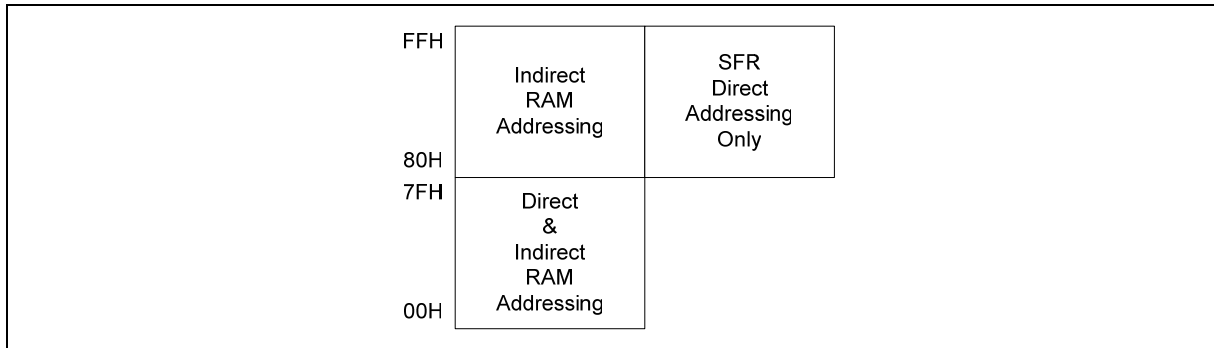 FFH
Indirect
RAM
Addressing
80H
SFR
Direct
Addressing
Only
7FH
Direct
&
Indirect
RAM
Addressing
00H